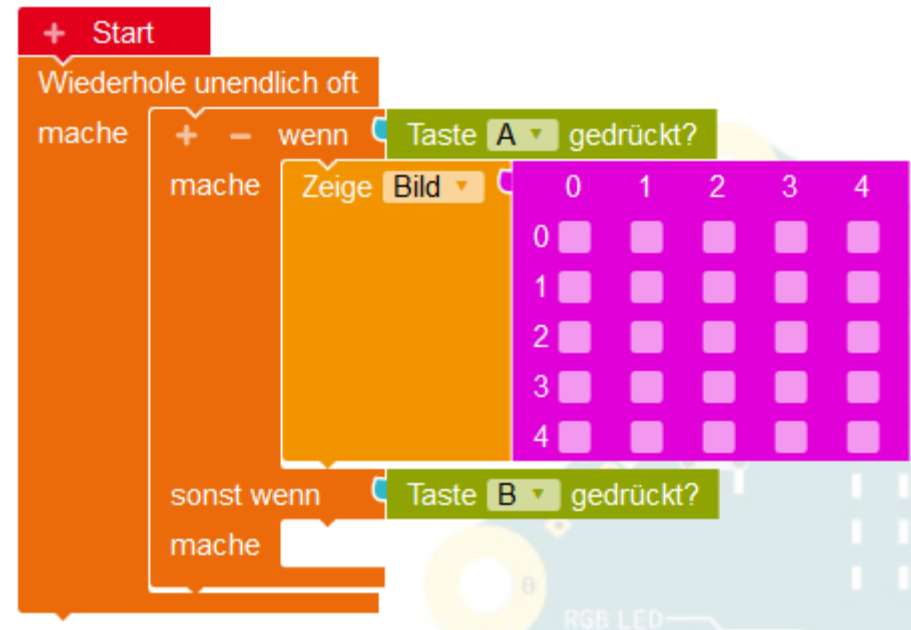 + Start
Wiederhole unendlich oft
mache + − wenn Taste A gedrückt?
mache Zeige Bild 0 1 2 3 4
0
1
2
3
4
sonst wenn Taste B gedrückt?
mache
0
RGB LED